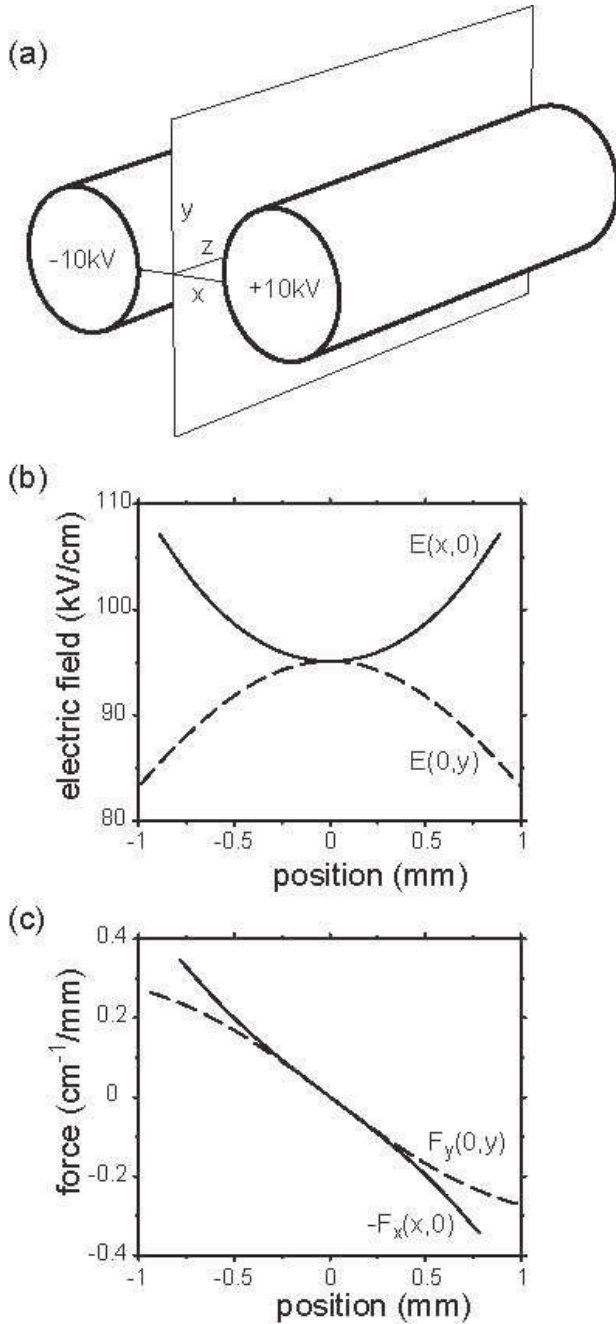 (a)
y
z
x
-10kV
+10kV
(b)
110
100
90
80
electric field (kV/cm)
E(x,0)
E(0,y)
-1 -0.5 0 0.5 1
position (mm)
(c)
0.4
0.2
0
-0.2
-0.4
force (cm⁻¹/mm)
F_y(0,y)
-F_x(x,0)
-1 -0.5 0 0.5 1
position (mm)